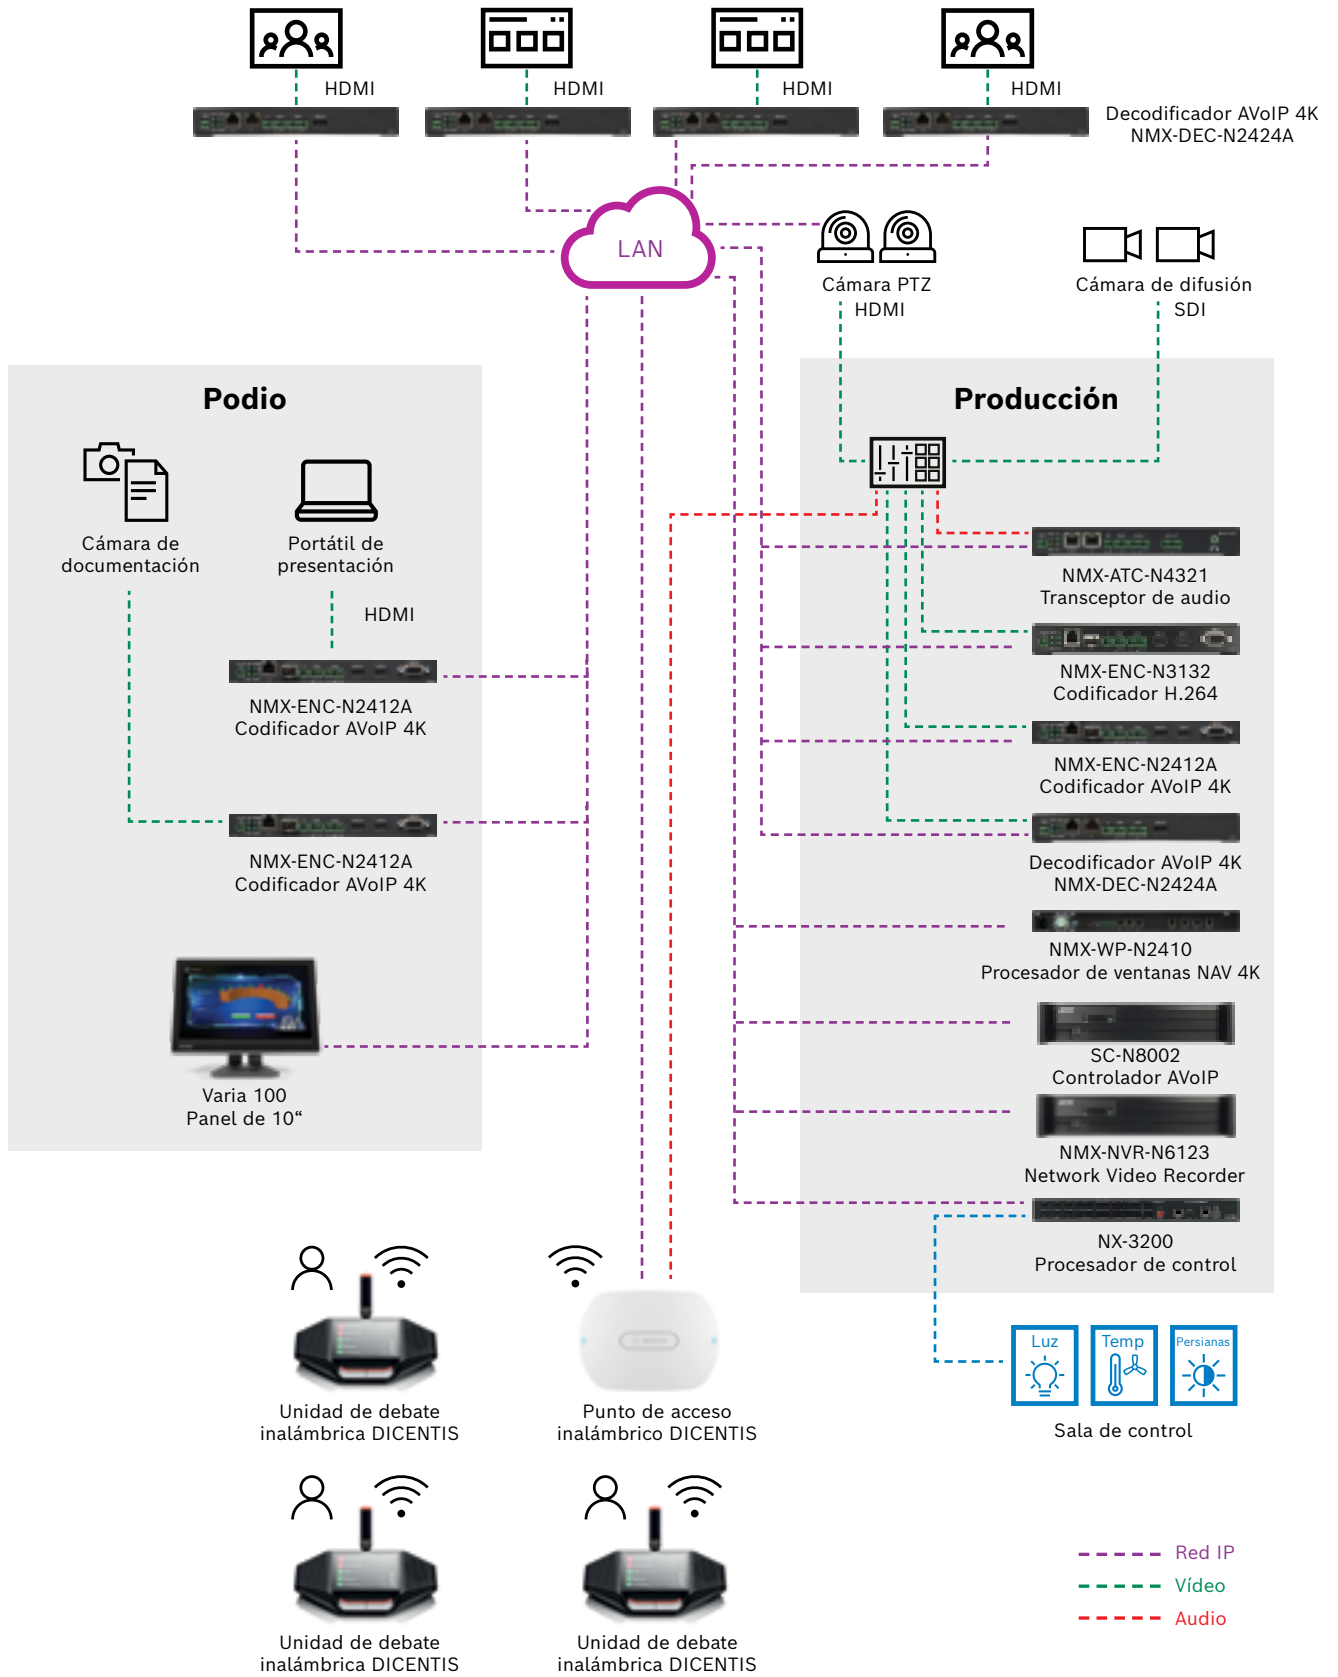 HDMI
HDMI
HDMI
HDMI
Decodificador AVoIP 4K
NMX-DEC-N2424A
LAN
Cámara PTZ
HDMI
Cámara de difusión
SDI
Podio
Producción
Cámara de
documentación
Portátil de
presentación
HDMI
NMX-ENC-N2412A
Codificador AVoIP 4K
NMX-ENC-N2412A
Codificador AVoIP 4K
Varia 100
Panel de 10“
NMX-ATC-N4321
Transceptor de audio
NMX-ENC-N3132
Codificador H.264
NMX-ENC-N2412A
Codificador AVoIP 4K
Decodificador AVoIP 4K
NMX-DEC-N2424A
NMX-WP-N2410
Procesador de ventanas NAV 4K
SC-N8002
Controlador AVoIP
NMX-NVR-N6123
Network Video Recorder
NX-3200
Procesador de control
Luz
Temp
Persianas
Sala de control
Unidad de debate
inalámbrica DICENTIS
Punto de acceso
inalámbrico DICENTIS
Unidad de debate
inalámbrica DICENTIS
Unidad de debate
inalámbrica DICENTIS
Red IP
Vídeo
Audio